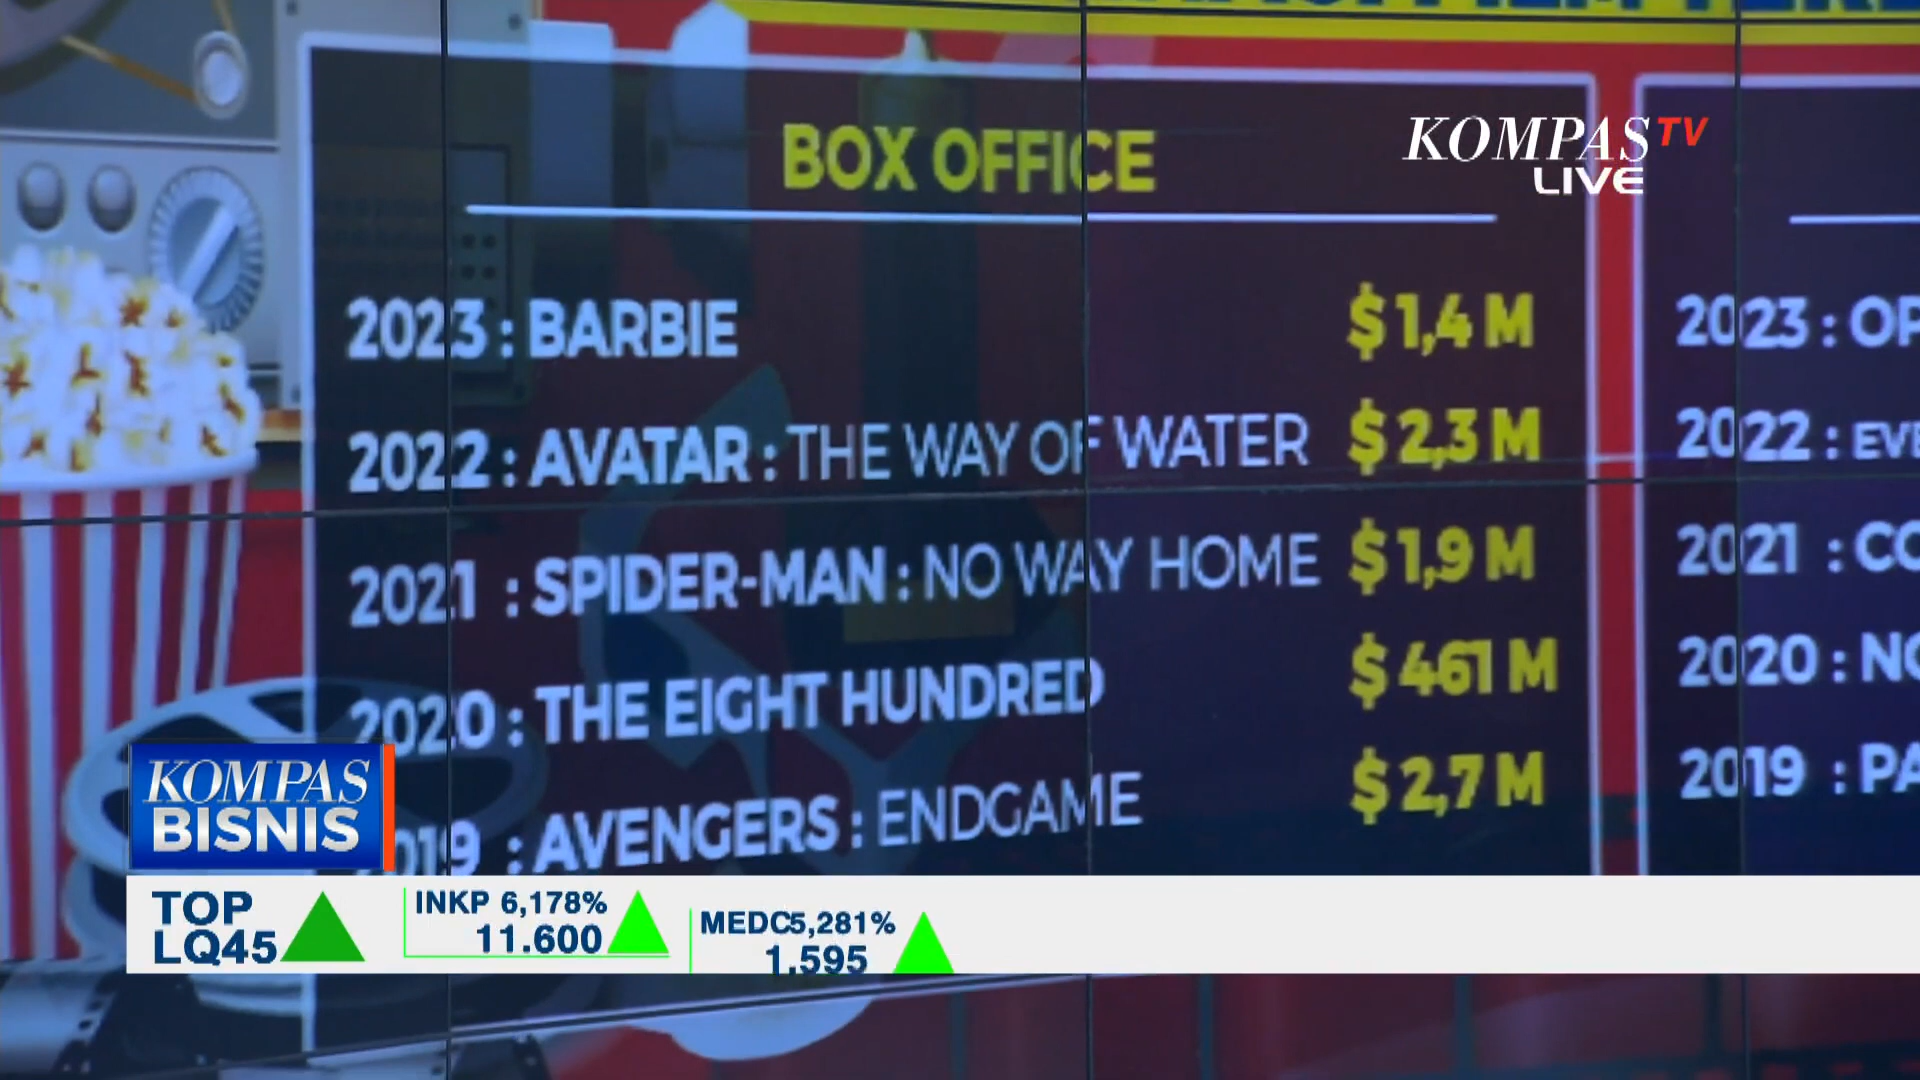 KOMPAS TV
LIVE
BOX OFFICE
2023 : BARBIE $ 1,4 M
2022 : AVATAR : THE WAY OF WATER $ 2,3 M
2021 : SPIDER-MAN : NO WAY HOME $ 1,9 M
2020 : THE EIGHT HUNDRED $ 461 M
2019 : AVENGERS : ENDGAME $ 2,7 M
2023 : OP
2022 : EVE
2021 : CO
2020 : NO
2019 : PA
KOMPAS
BISNIS
TOP
LQ45
INKP 6,178%
11.600
MEDC5,281%
1,595